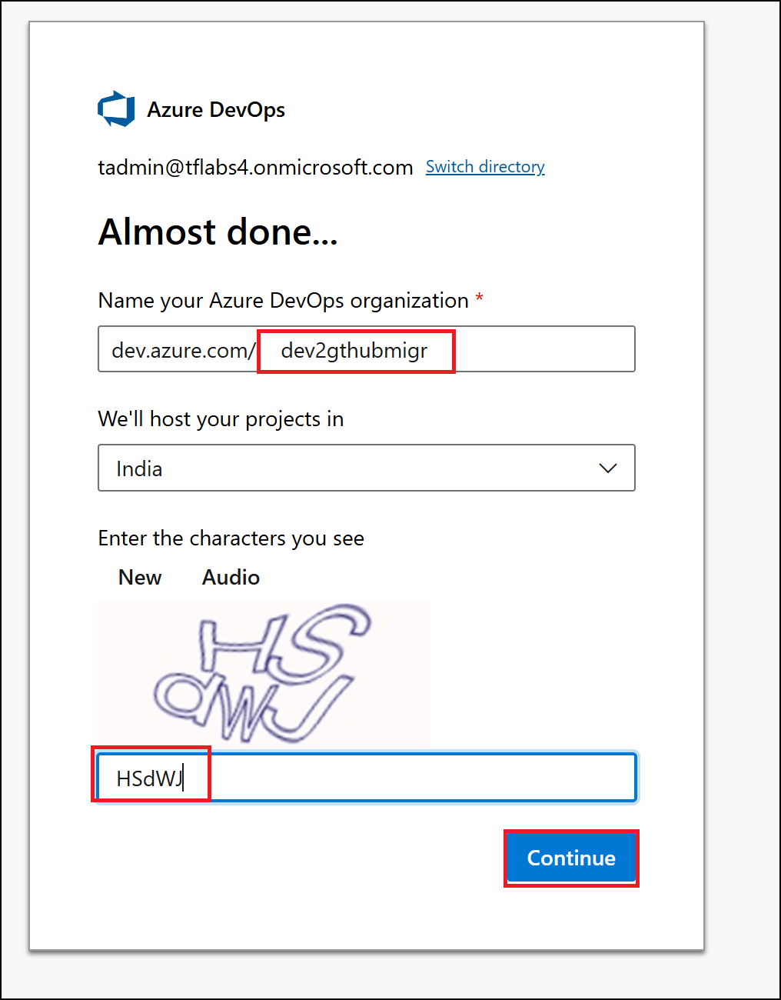 Azure DevOps
tadmin@tflabs4.onmicrosoft.com Switch directory
Almost done...
Name your Azure DevOps organization *
dev.azure.com/ dev2gthubmigr
We'll host your projects in
India
Enter the characters you see
New Audio
HS
dWJ
HSdWJ
Continue